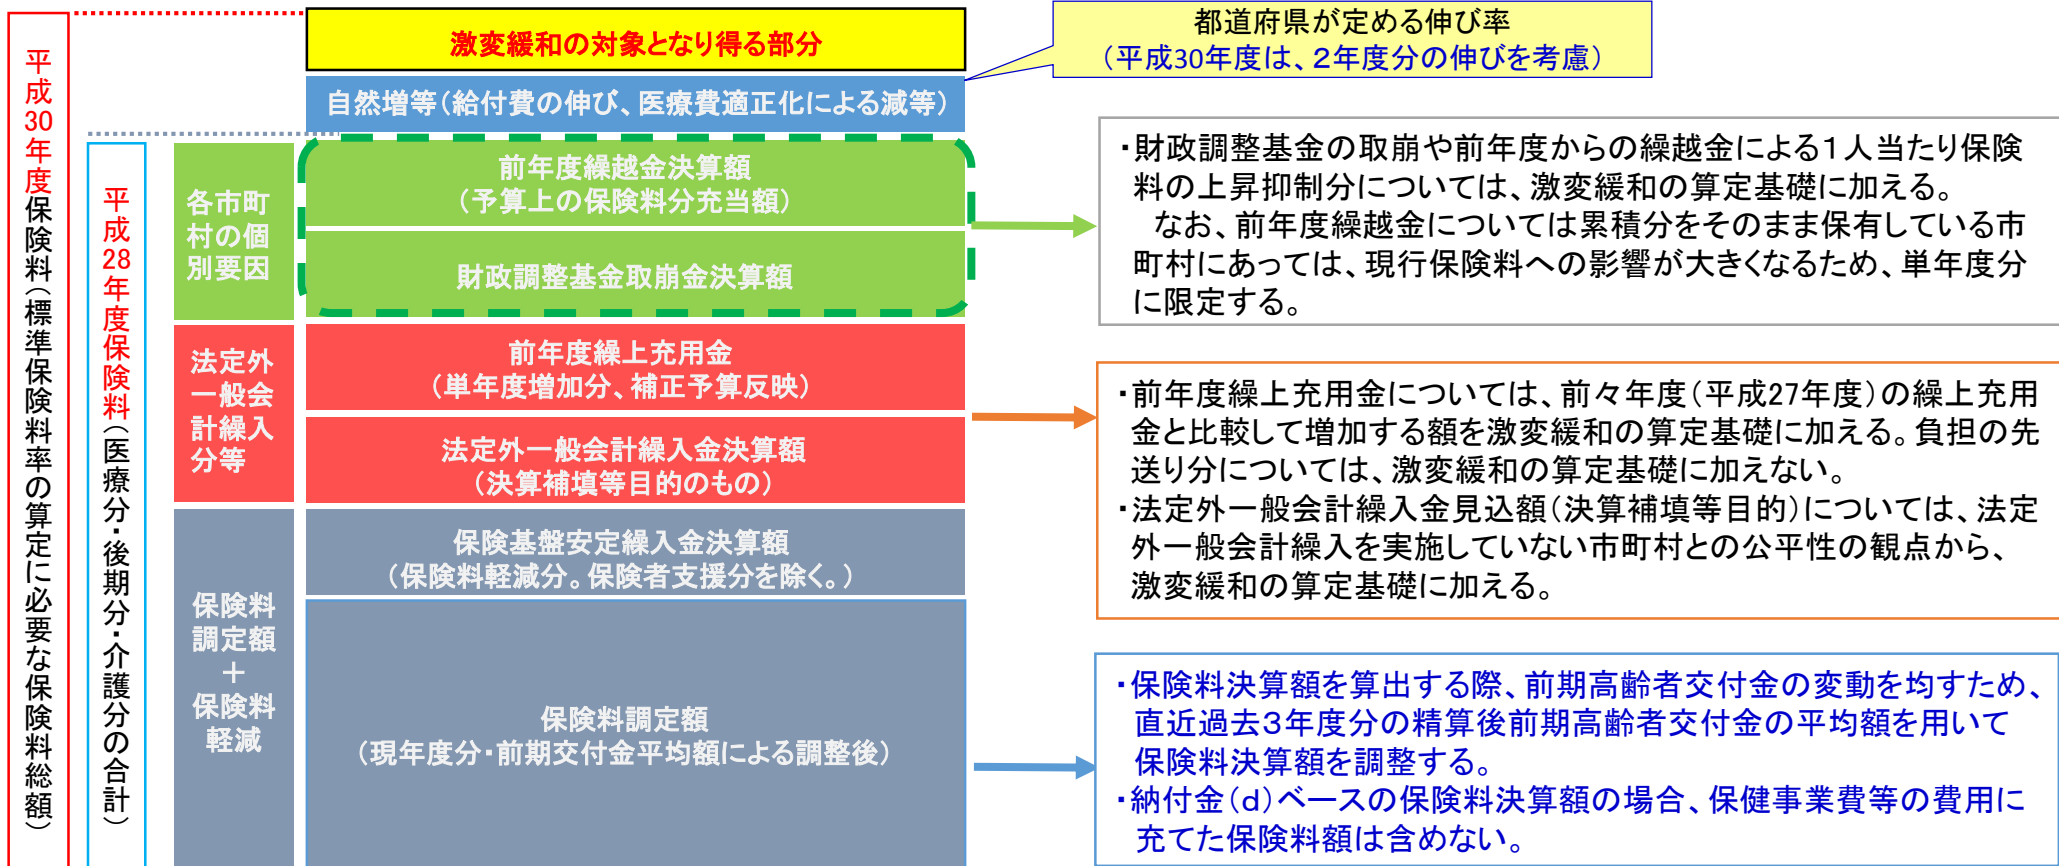 平成30年度保険料（標準保険料率の算定に必要な保険料総額）
平成28年度保険料（医療分・後期分・介護分の合計）
激変緩和の対象となり得る部分
都道府県が定める伸び率
（平成30年度は、２年度分の伸びを考慮）
自然増等（給付費の伸び、医療費適正化による減等）
各市町
村の個
別要因
前年度繰越金決算額
（予算上の保険料分充当額）
財政調整基金取崩金決算額
・財政調整基金の取崩や前年度からの繰越金による１人当たり保険
料の上昇抑制分については、激変緩和の算定基礎に加える。
なお、前年度繰越金については累積分をそのまま保有している市
町村にあっては、現行保険料への影響が大きくなるため、単年度分
に限定する。
法定外
一般会
計繰入
分等
前年度繰上充用金
（単年度増加分、補正予算反映）
法定外一般会計繰入金決算額
（決算補填等目的のもの）
・前年度繰上充用金については、前々年度（平成27年度）の繰上充用
金と比較して増加する額を激変緩和の算定基礎に加える。負担の先
送り分については、激変緩和の算定基礎に加えない。
・法定外一般会計繰入金見込額（決算補填等目的）については、法定
外一般会計繰入を実施していない市町村との公平性の観点から、
激変緩和の算定基礎に加える。
保険料
調定額
＋
保険料
軽減
保険基盤安定繰入金決算額
（保険料軽減分。保険者支援分を除く。）
保険料調定額
（現年度分・前期交付金平均額による調整後）
・保険料決算額を算出する際、前期高齢者交付金の変動を均すため、
直近過去３年度分の精算後前期高齢者交付金の平均額を用いて
保険料決算額を調整する。
・納付金（ｄ）ベースの保険料決算額の場合、保健事業費等の費用に
充てた保険料額は含めない。